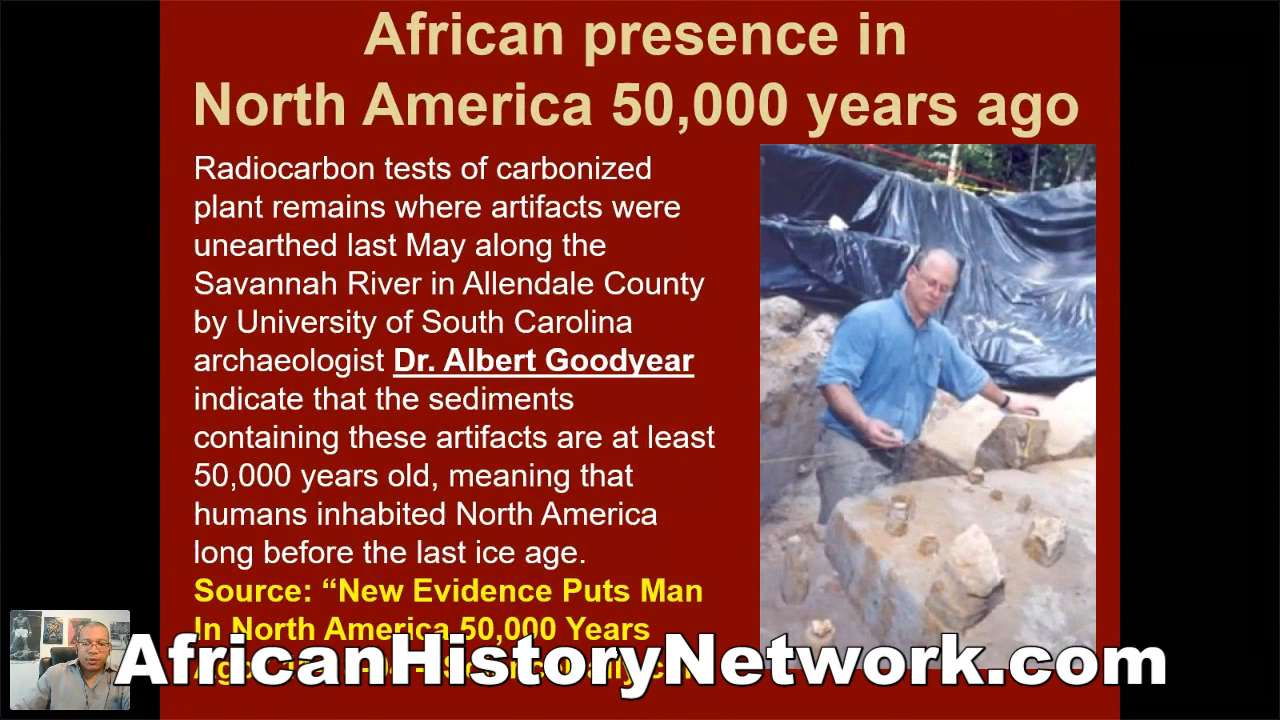 African presence in
North America 50,000 years ago
Radiocarbon tests of carbonized
plant remains where artifacts were
unearthed last May along the
Savannah River in Allendale County
by University of South Carolina
archaeologist Dr. Albert Goodyear
indicate that the sediments
containing these artifacts are at least
50,000 years old, meaning that
humans inhabited North America
long before the last ice age.
Source: “New Evidence Puts Man
In North America 50,000 Years
AfricanHistoryNetwork.com